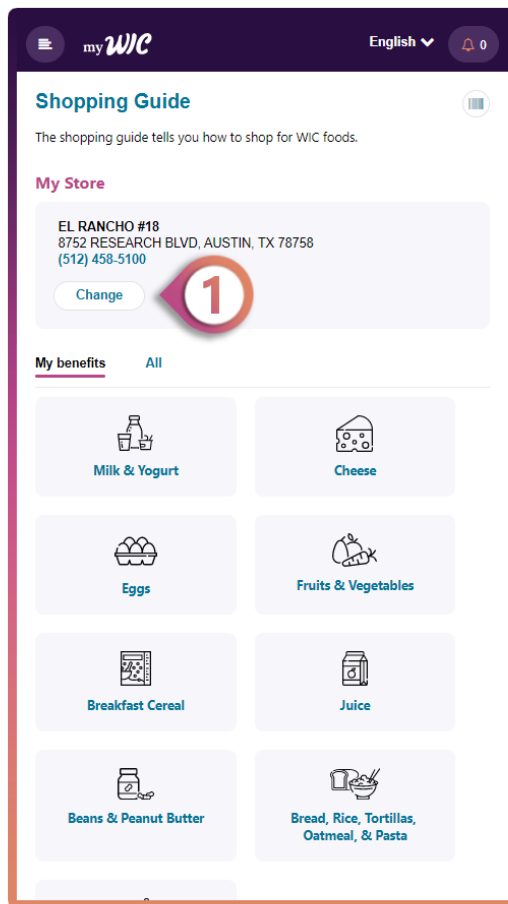 my WIC
English
0
Shopping Guide
The shopping guide tells you how to shop for WIC foods.
My Store
EL RANCHO #18
8752 RESEARCH BLVD, AUSTIN, TX 78758
(512) 458-5100
Change
1
My benefits
All
Milk & Yogurt
Cheese
Eggs
Fruits & Vegetables
Breakfast Cereal
Juice
Beans & Peanut Butter
Bread, Rice, Tortillas,
Oatmeal, & Pasta